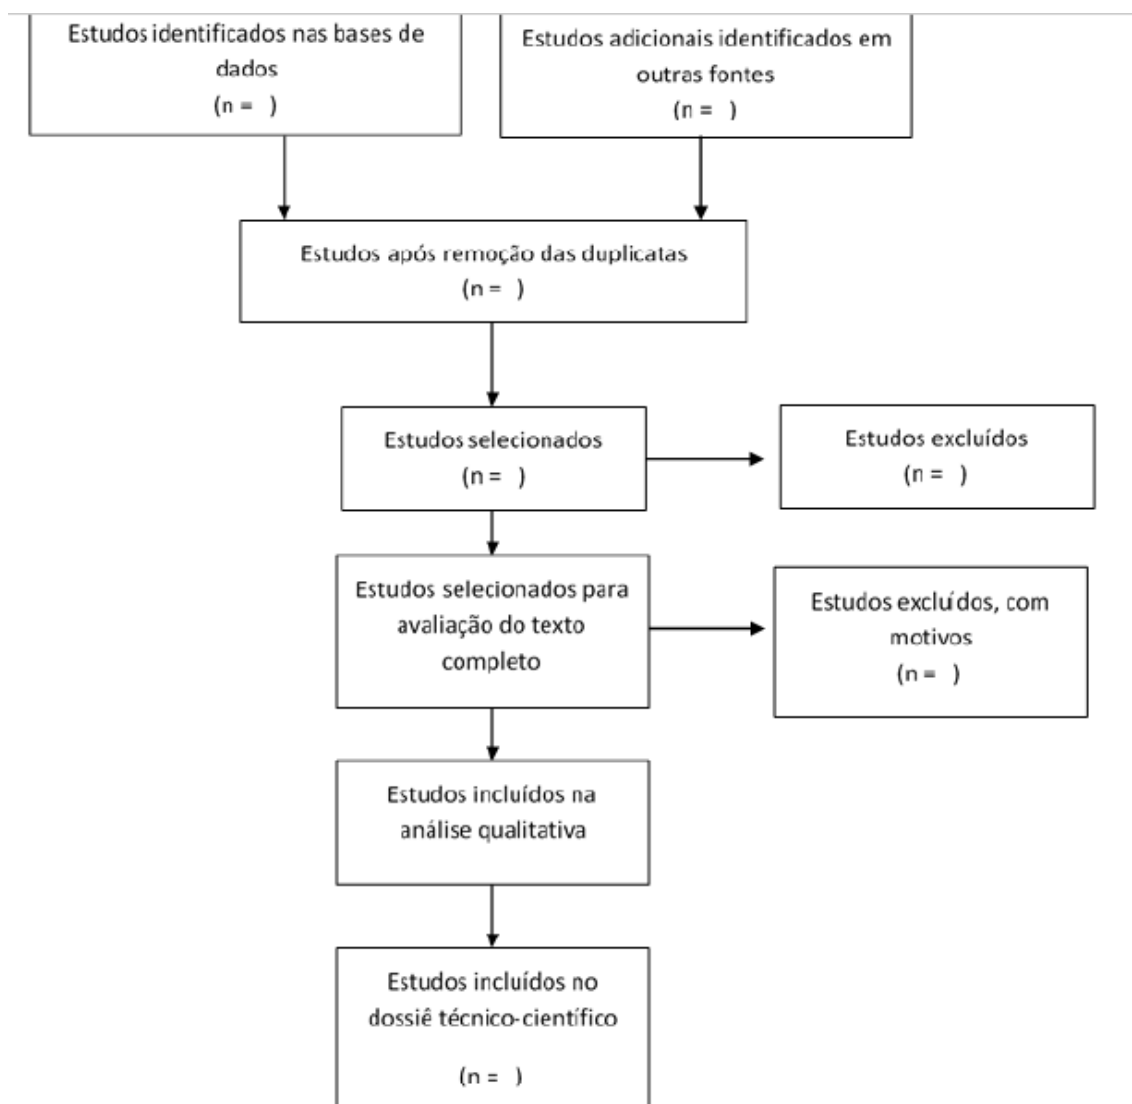 Estudos identificados nas bases de
dados
(n =   )
Estudos adicionais identificados em
outras fontes
(n =   )
Estudos após remoção das duplicatas
(n =   )
Estudos selecionados
(n =   )
Estudos excluídos
(n =   )
Estudos selecionados para
avaliação do texto
completo
Estudos excluídos, com
motivos
(n =   )
Estudos incluídos na
análise qualitativa
Estudos incluídos no
dossiê técnico-científico
(n =   )